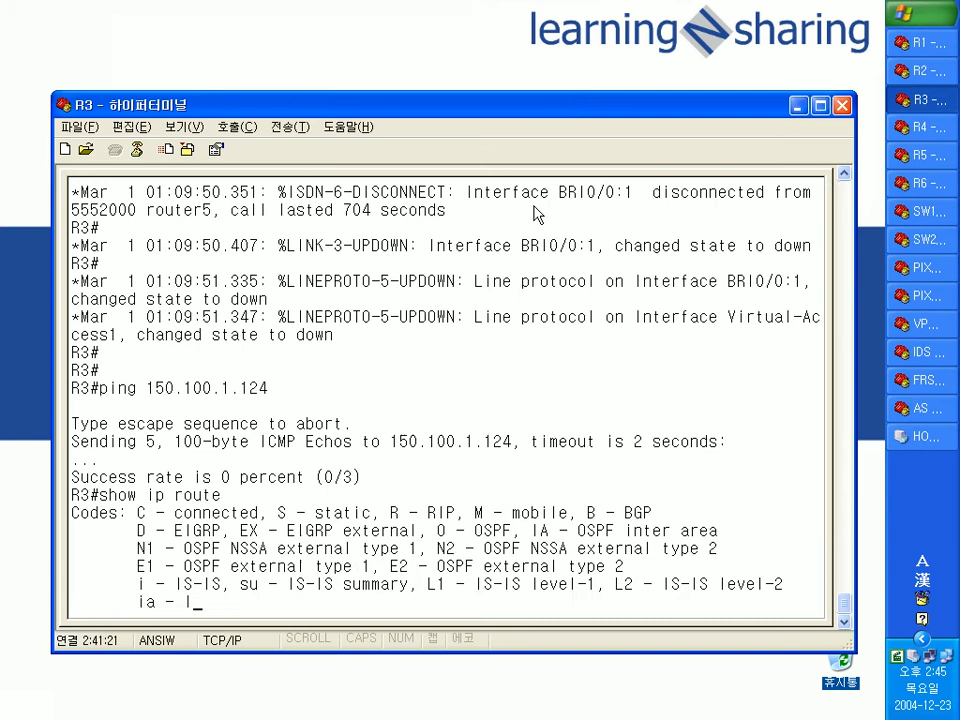 learning sharing
R1 -...
R2 -...
R3 -...
R4 -...
R5 -...
R6 -...
SW1...
SW2...
PIX...
PIX...
VP...
IDS ...
FRS...
AS ...
HO...
R3 - 하이퍼터미널
파일(F) 편집(E) 보기(V) 호출(C) 전송(T) 도움말(H)
*Mar  1 01:09:50.351: %ISDN-6-DISCONNECT: Interface BRI0/0:1  disconnected from
5552000 router5, call lasted 704 seconds
R3#
*Mar  1 01:09:50.407: %LINK-3-UPDOWN: Interface BRI0/0:1, changed state to down
R3#
*Mar  1 01:09:51.335: %LINEPROTO-5-UPDOWN: Line protocol on Interface BRI0/0:1,
changed state to down
*Mar  1 01:09:51.347: %LINEPROTO-5-UPDOWN: Line protocol on Interface Virtual-Ac
cess1, changed state to down
R3#
R3#
R3#ping 150.100.1.124
Type escape sequence to abort.
Sending 5, 100-byte ICMP Echos to 150.100.1.124, timeout is 2 seconds:
...
Success rate is 0 percent (0/3)
R3#show ip route
Codes: C - connected, S - static, R - RIP, M - mobile, B - BGP
D - EIGRP, EX - EIGRP external, O - OSPF, IA - OSPF inter area
N1 - OSPF NSSA external type 1, N2 - OSPF NSSA external type 2
E1 - OSPF external type 1, E2 - OSPF external type 2
i - IS-IS, su - IS-IS summary, L1 - IS-IS level-1, L2 - IS-IS level-2
ia - I_
연결 2:41:21 ANSIW TCP/IP SCROLL CAPS NUM 캡 에코
휴지통
A
漢
오후 2:45
목요일
2004-12-23